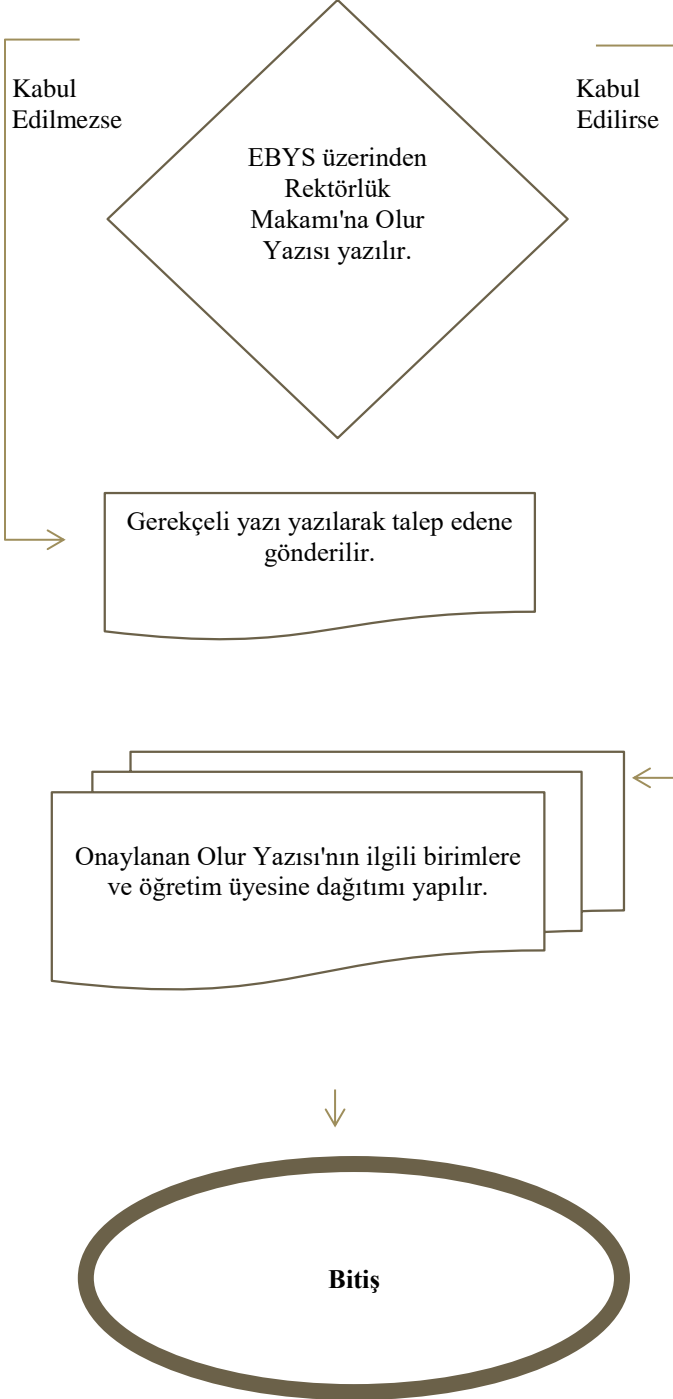 Kabul
Edilmezse
Kabul
Edilirse
EBYS üzerinden
Rektörlük
Makamı'na Olur
Yazısı yazılır.
Gerekçeli yazı yazılarak talep edene
gönderilir.
Onaylanan Olur Yazısı'nın ilgili birimlere
ve öğretim üyesine dağıtımı yapılır.
Bitiş